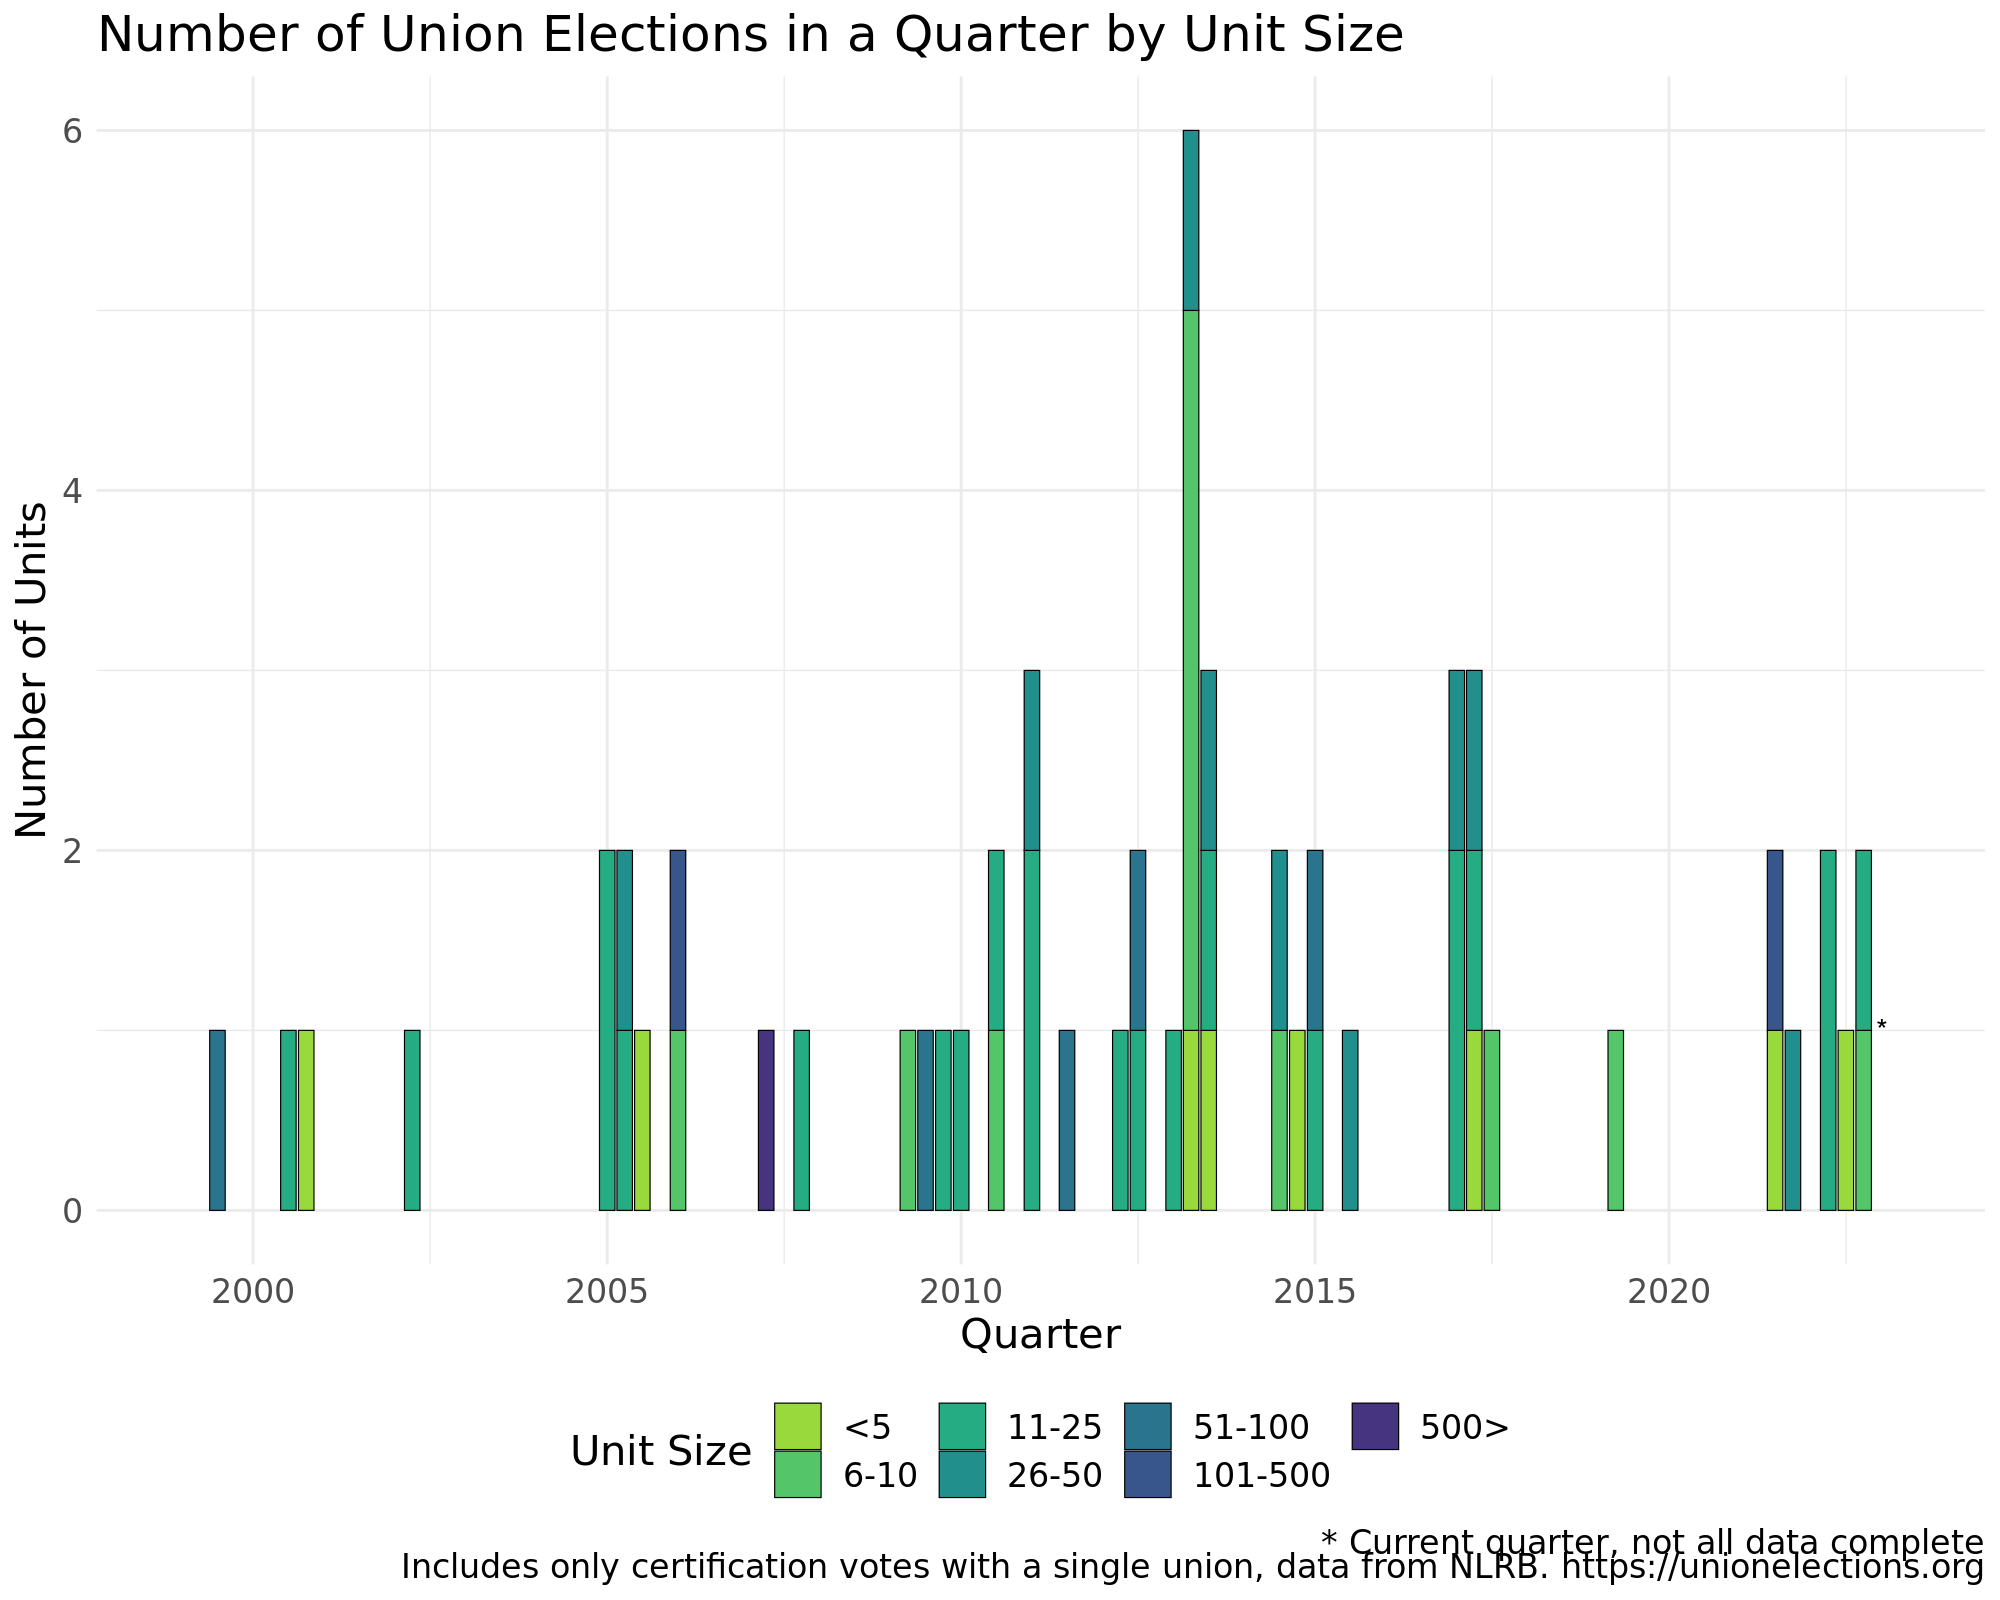 Number of Union Elections in a Quarter by Unit Size
Number of Units
6
4
2
0
*
2000 2005 2010 2015 2020
Quarter
Unit Size
<5 11-25 51-100 500>
6-10 26-50 101-500
* Current quarter, not all data complete
Includes only certification votes with a single union, data from NLRB. https://unionelections.org